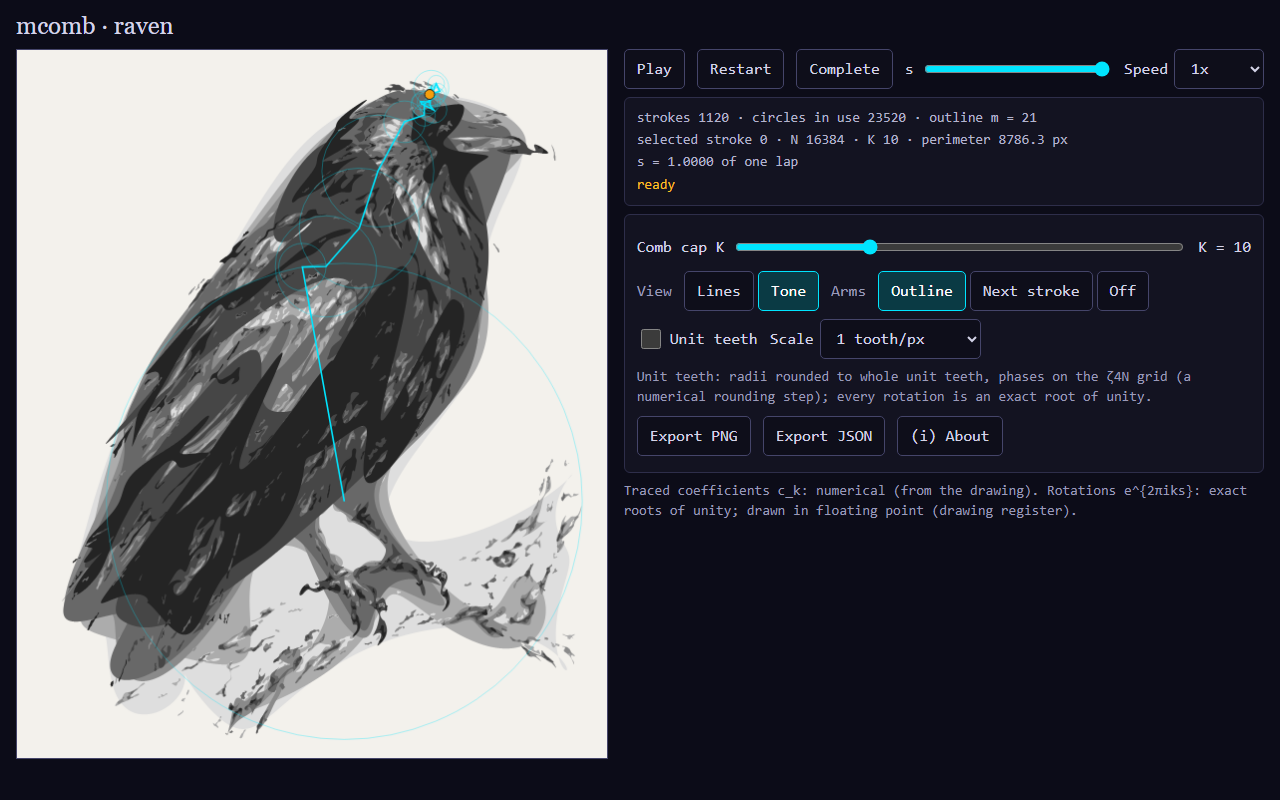 mcomb · raven
Play Restart Complete s Speed 1x
strokes 1120 · circles in use 23520 · outline m = 21
selected stroke 0 · N 16384 · K 10 · perimeter 8786.3 px
s = 1.0000 of one lap
ready
Comb cap K K = 10
View Lines Tone Arms Outline Next stroke Off
Unit teeth Scale 1 tooth/px
Unit teeth: radii rounded to whole unit teeth, phases on the ζ4N grid (a
numerical rounding step); every rotation is an exact root of unity.
Export PNG Export JSON (i) About
Traced coefficients c_k: numerical (from the drawing). Rotations e^{2πiks}: exact
roots of unity; drawn in floating point (drawing register).